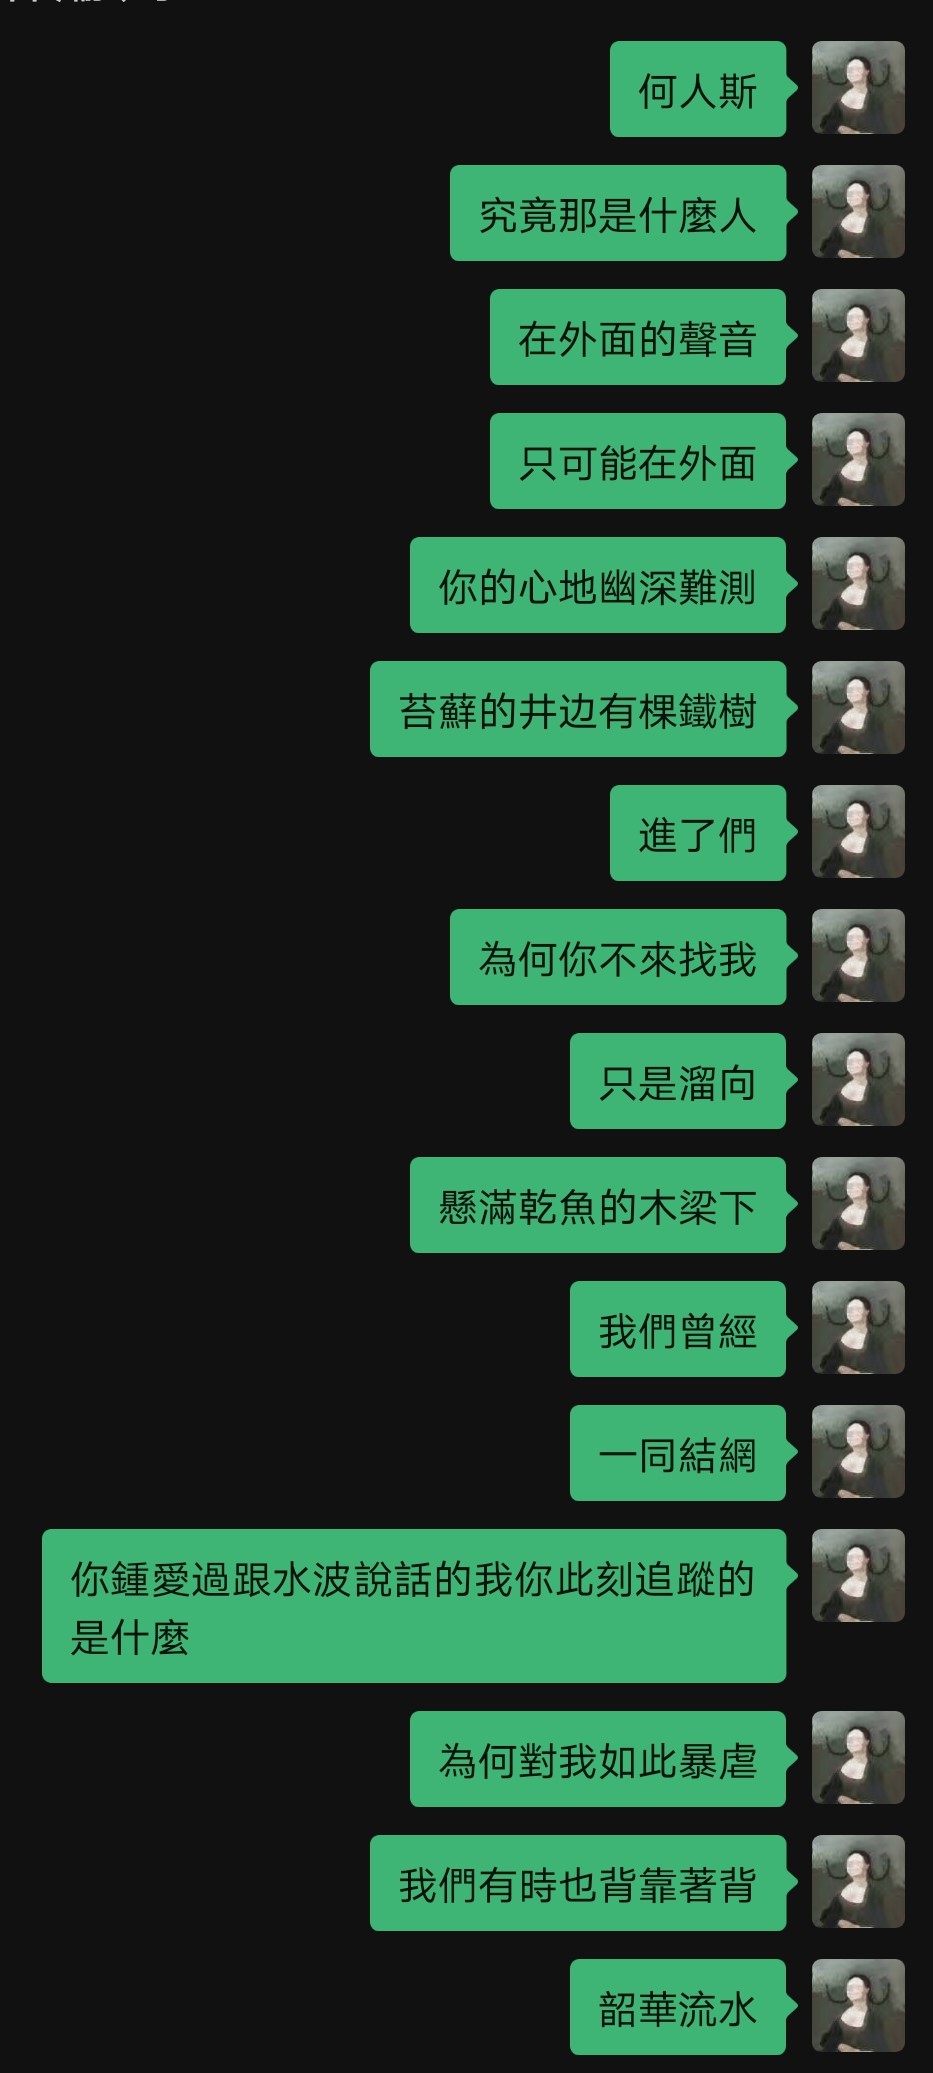 何人斯
究竟那是什麼人
在外面的聲音
只可能在外面
你的心地幽深難測
苔蘚的井边有棵鐵樹
進了們
為何你不來找我
只是溜向
懸滿乾魚的木梁下
我們曾經
一同結網
你鍾愛過跟水波說話的我你此刻追蹤的
是什麼
為何對我如此暴虐
我們有時也背靠著背
韶華流水